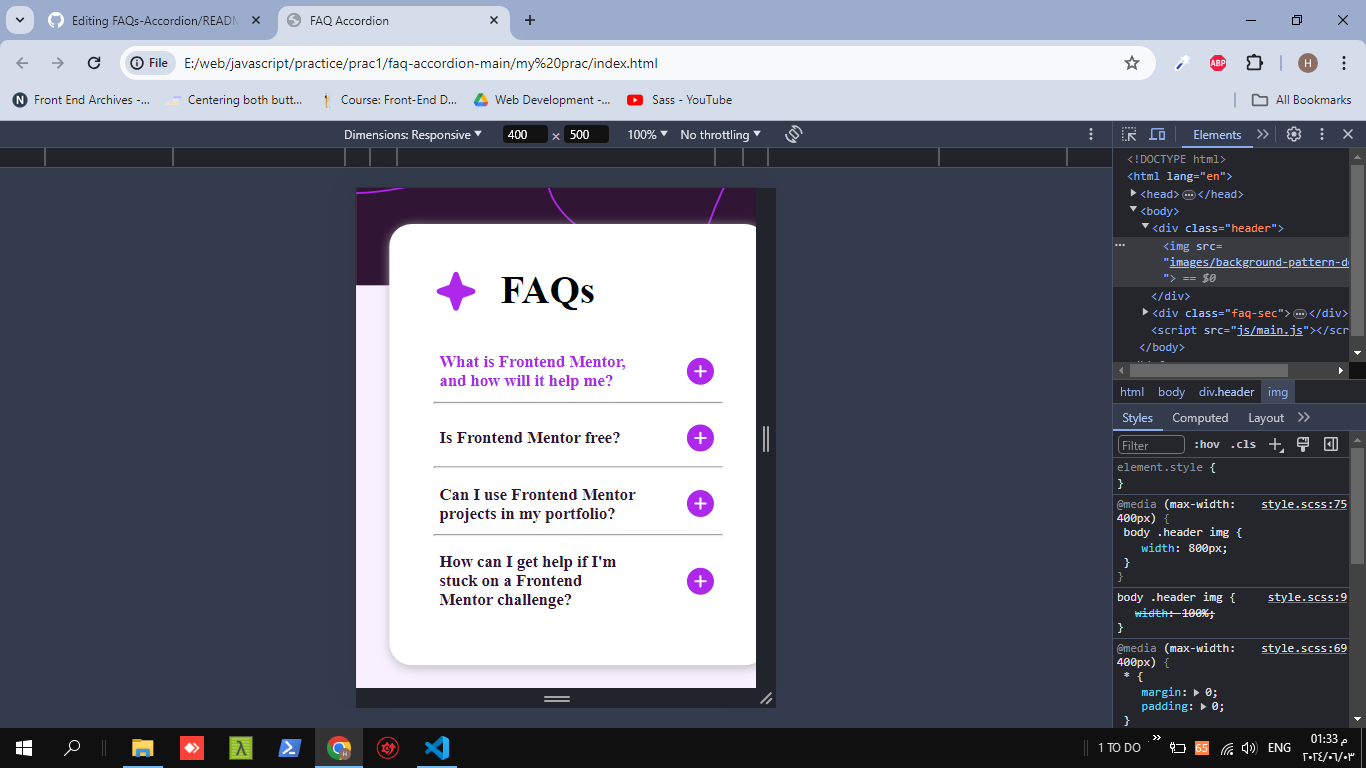 Editing FAQs-Accordion/READM
FAQ Accordion
File
E:/web/javascript/practice/prac1/faq-accordion-main/my%20prac/index.html
ABP
H
N
Front End Archives -...
Centering both butt...
Course: Front-End D...
Web Development -...
Sass - YouTube
All Bookmarks
Dimensions: Responsive
400 × 500
100%
No throttling
Elements
FAQs
What is Frontend Mentor,
and how will it help me?
Is Frontend Mentor free?
Can I use Frontend Mentor
projects in my portfolio?
How can I get help if I'm
stuck on a Frontend
Mentor challenge?
<!DOCTYPE html>
<html lang="en">
<head>…</head>
<body>
<div class="header">
<img src=
"images/background-pattern-de
"> == $0
</div>
<div class="faq-sec">…</div>
<script src="js/main.js"></scr
</body>
html body div.header img
Styles Computed Layout
Filter :hov .cls
element.style {
}
@media (max-width: style.scss:75
400px) {
body .header img {
width: 800px;
}
}
body .header img { style.scss:9
width: 100%;
}
@media (max-width: style.scss:69
400px) {
* {
margin: 0;
padding: 0;
}
H
1 TO DO
65
ENG
01:33 م
٢٠٢٤/٠٦/٠٣